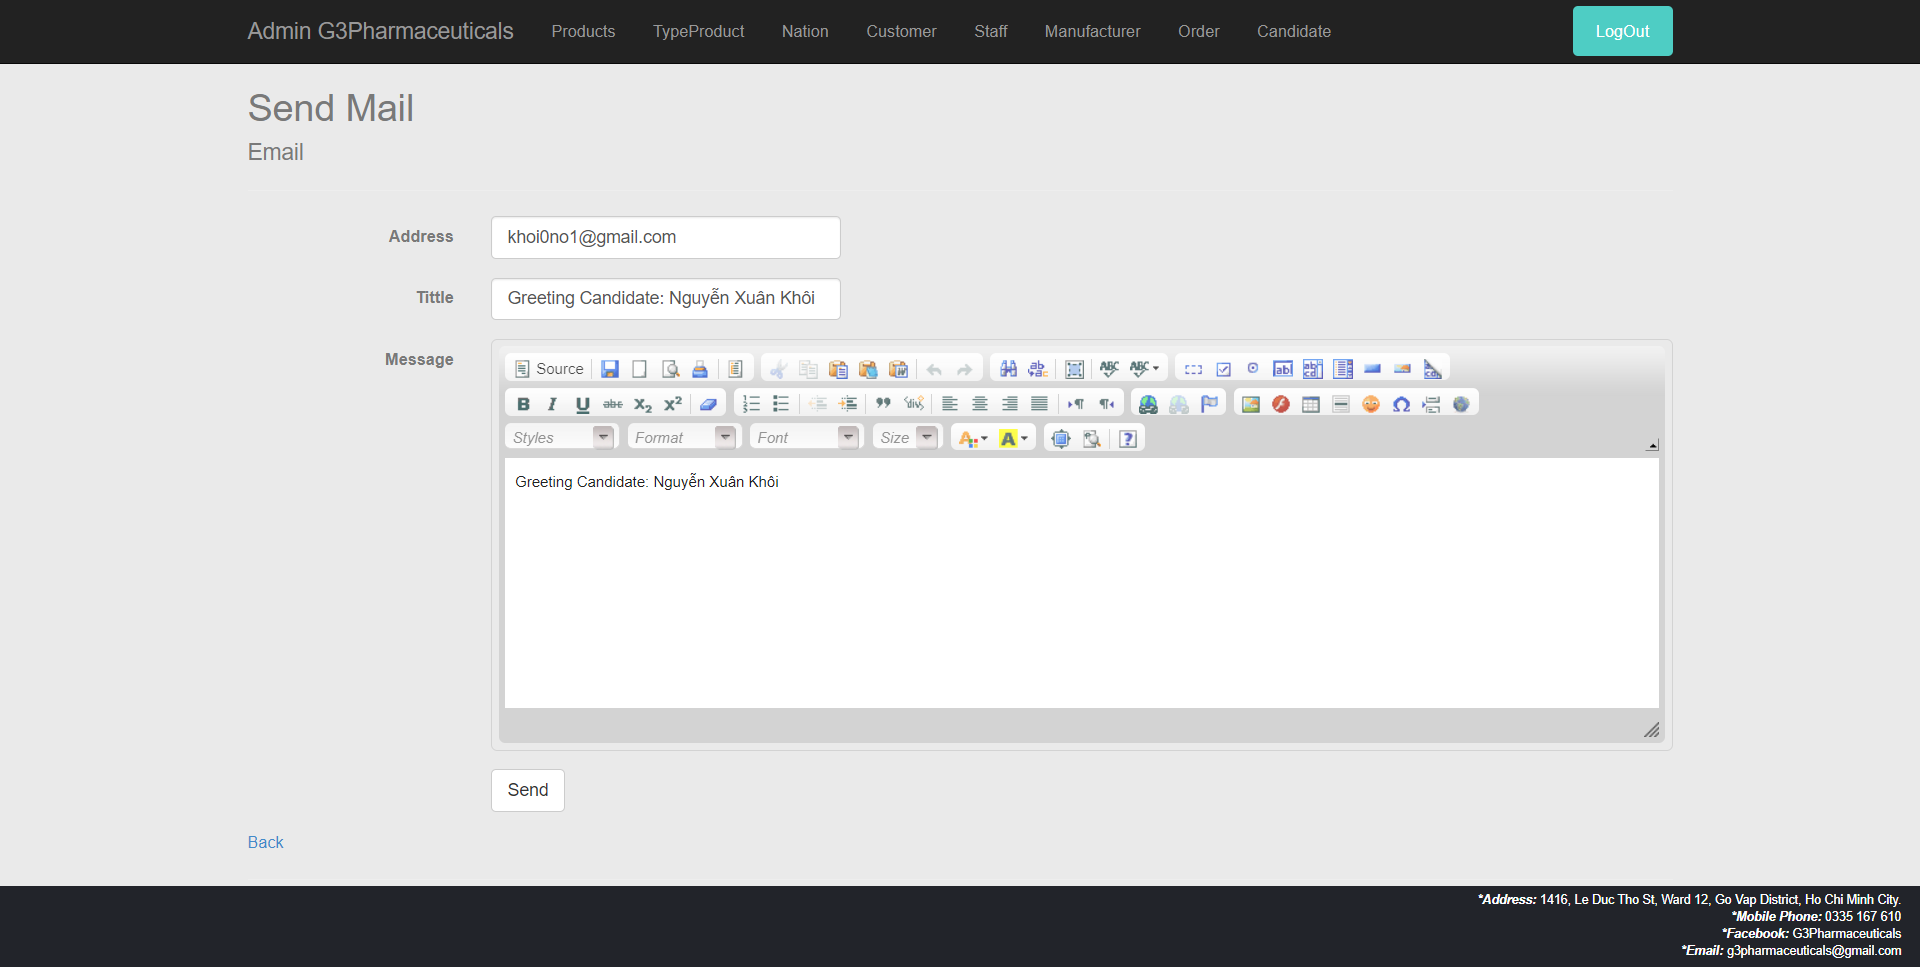 Admin G3Pharmaceuticals Products TypeProduct Nation Customer Staff Manufacturer Order Candidate LogOut
Send Mail
Email
Address khoi0no1@gmail.com
Tittle Greeting Candidate: Nguyễn Xuân Khôi
Message
Source
Styles Format Font Size
Greeting Candidate: Nguyễn Xuân Khôi
Send
Back
*Address: 1416, Le Duc Tho St, Ward 12, Go Vap District, Ho Chi Minh City.
*Mobile Phone: 0335 167 610
*Facebook: G3Pharmaceuticals
*Email: g3pharmaceuticals@gmail.com